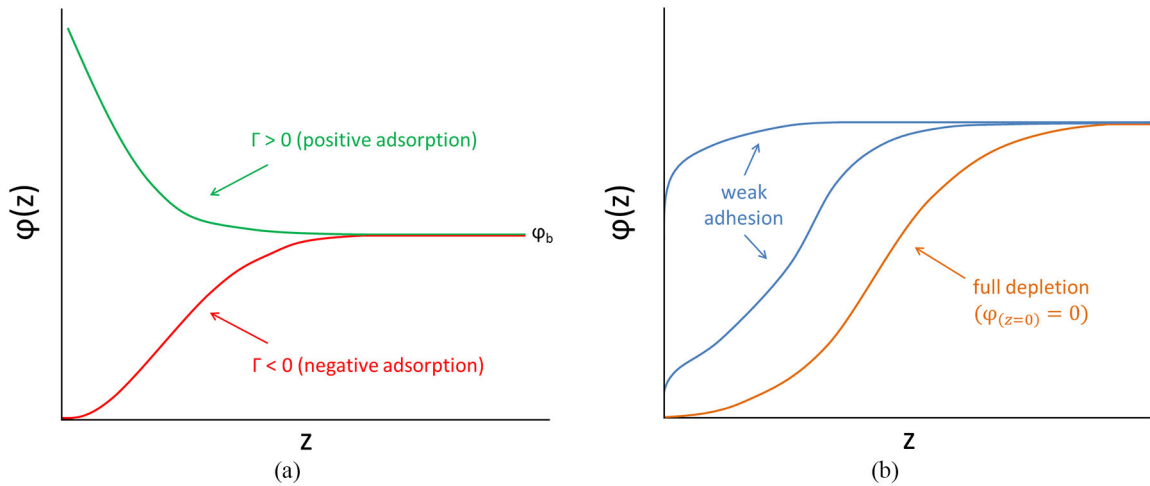 Γ > 0 (positive adsorption)
φ(z)
φb
Γ < 0 (negative adsorption)
z
(a)
φ(z)
weak
adhesion
full depletion
(φ(z=0) = 0)
z
(b)